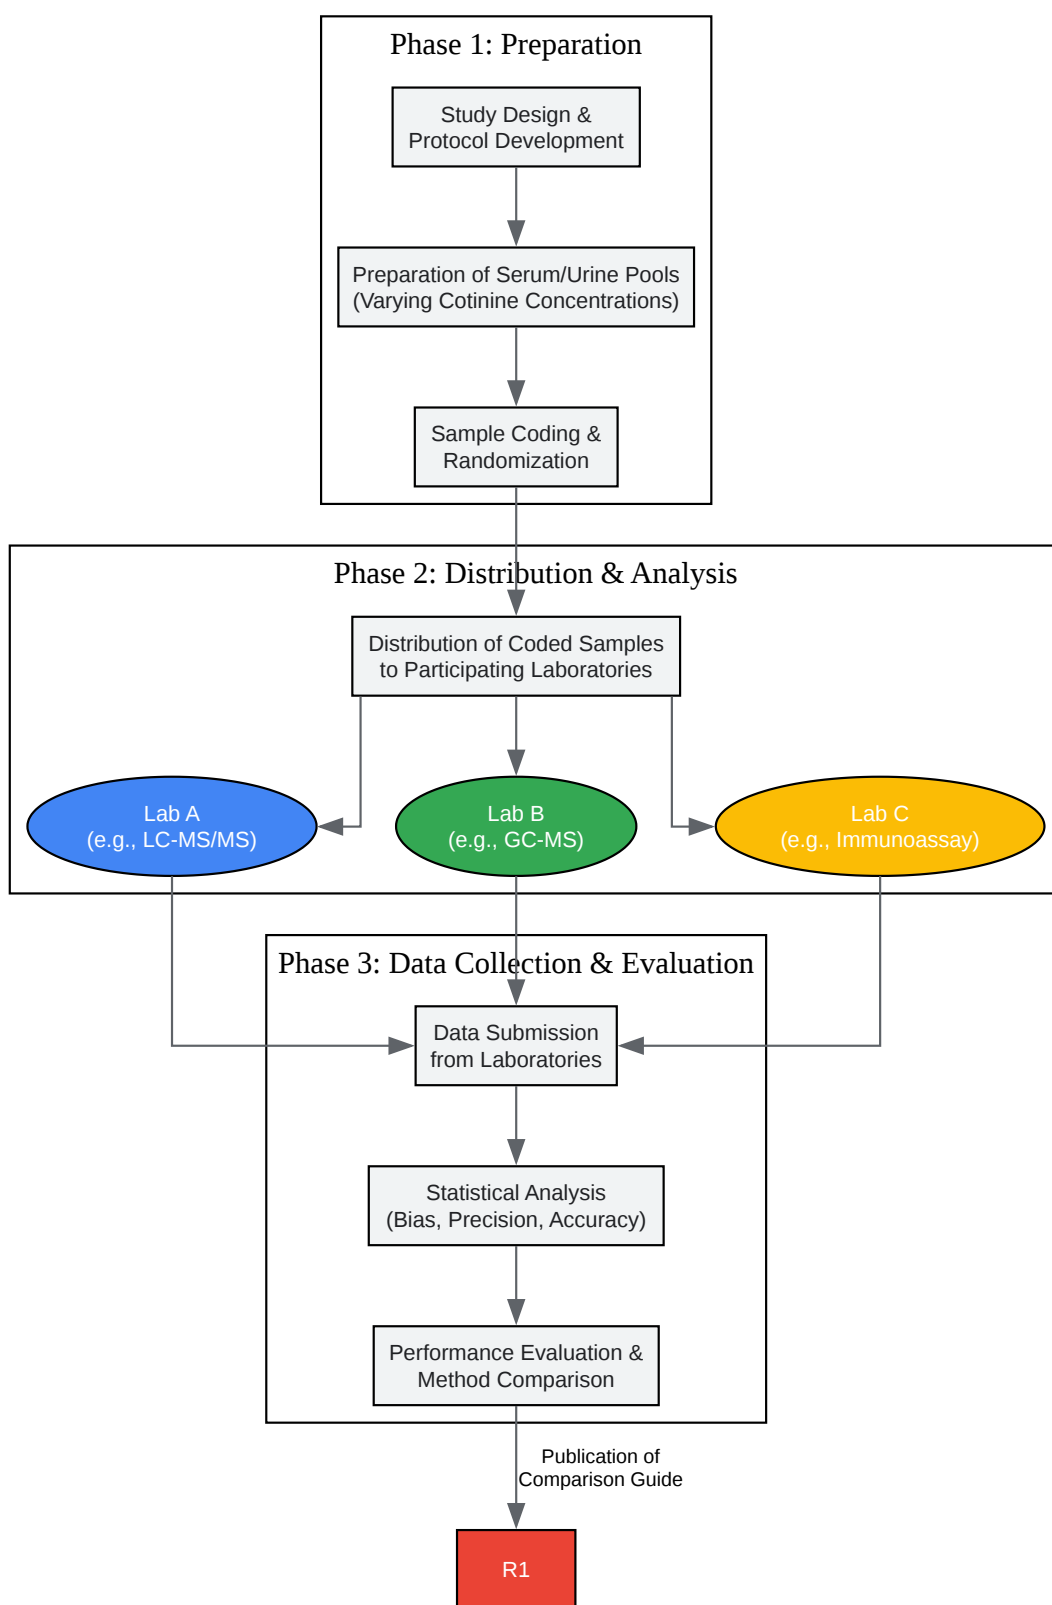 Phase 1: Preparation
Study Design &
Protocol Development
Preparation of Serum/Urine Pools
(Varying Cotinine Concentrations)
Sample Coding &
Randomization
Phase 2: Distribution & Analysis
Distribution of Coded Samples
to Participating Laboratories
Lab A
(e.g., LC-MS/MS)
Lab B
(e.g., GC-MS)
Lab C
(e.g., Immunoassay)
Phase 3: Data Collection & Evaluation
Data Submission
from Laboratories
Statistical Analysis
(Bias, Precision, Accuracy)
Performance Evaluation &
Method Comparison
Publication of
Comparison Guide
R1